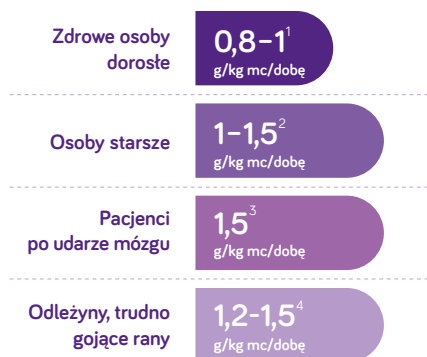 Zdrowe osoby
dorosłe
0,8–1¹
g/kg mc/dobę
Osoby starsze
1–1,5²
g/kg mc/dobę
Pacjenci
po udarze mózgu
1,5³
g/kg mc/dobę
Odleżyny, trudno
gojące rany
1,2-1,5⁴
g/kg mc/dobę